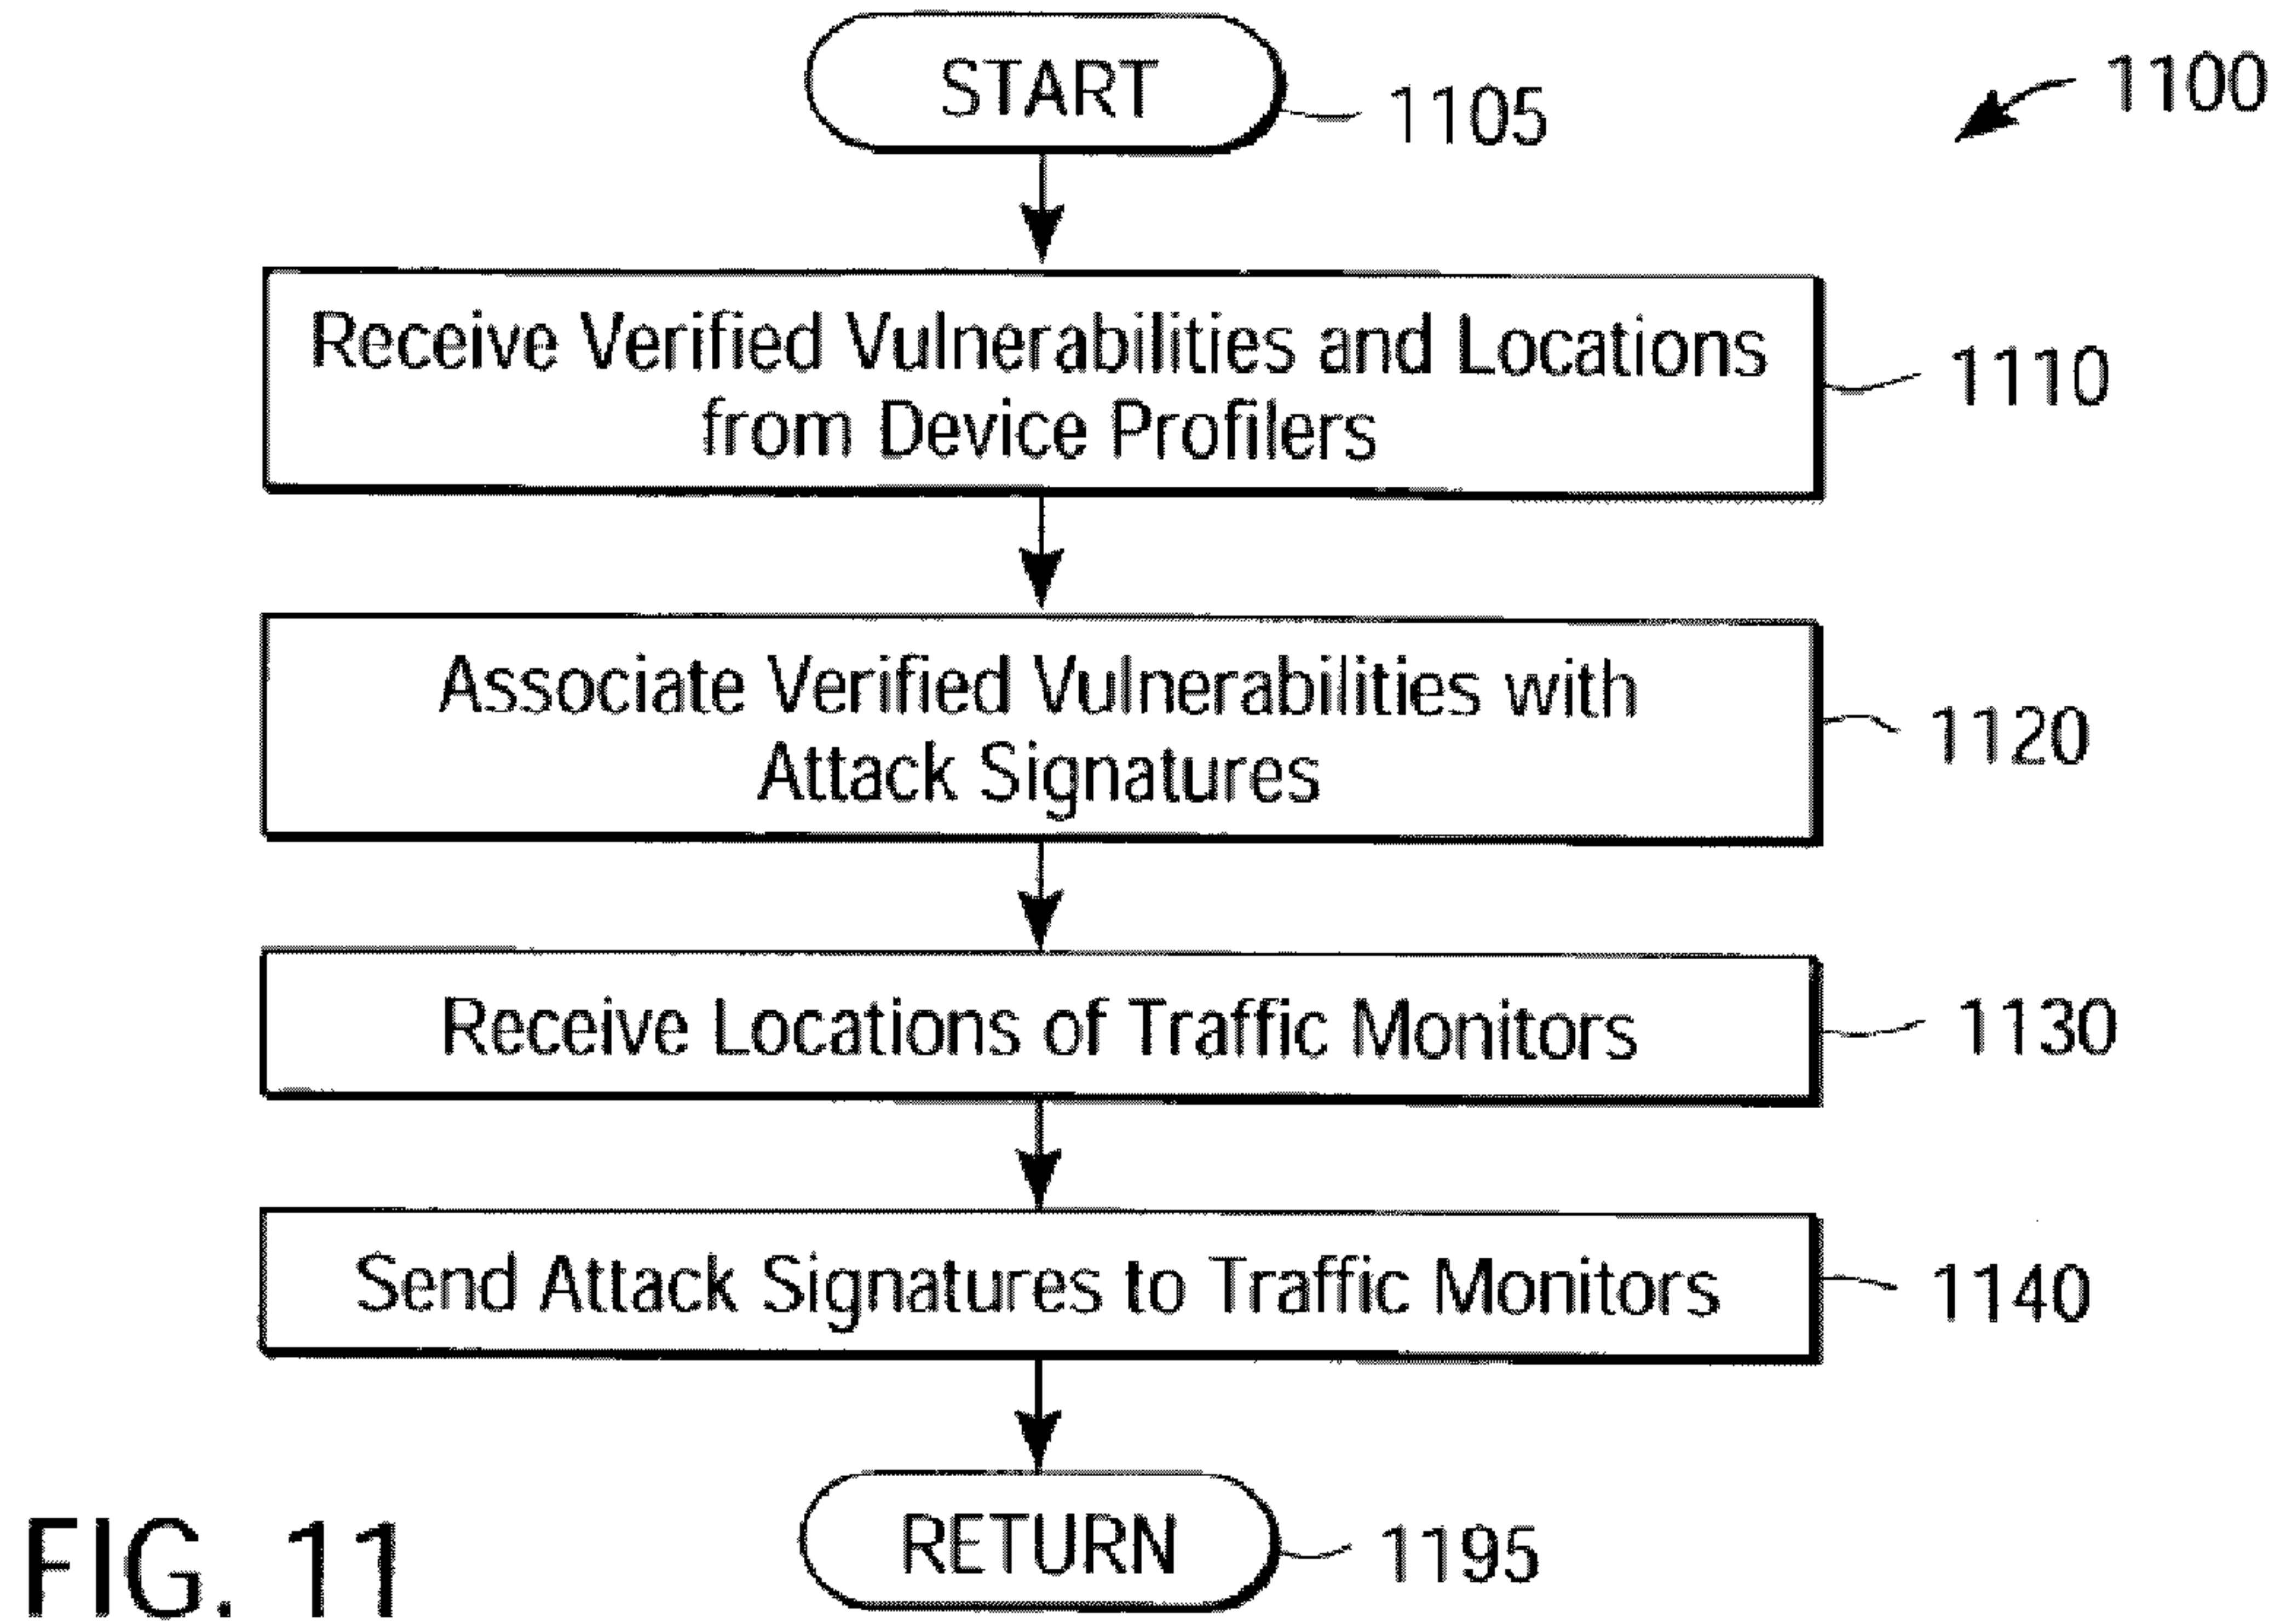 START
1105
1100
Receive Verified Vulnerabilities and Locations
from Device Profilers
1110
Associate Verified Vulnerabilities with
Attack Signatures
1120
Receive Locations of Traffic Monitors
1130
Send Attack Signatures to Traffic Monitors
1140
RETURN
1195
FIG. 11